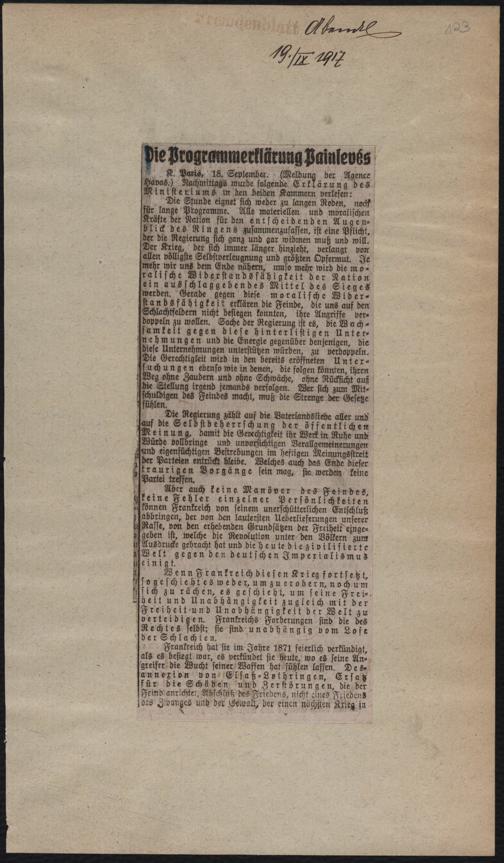 123
Abendbl
19./IX 1917
Die Programmerklärung Painlevés
K. Paris, 18. September. (Meldung der Agence
Havas.) Nachmittags wurde folgende Erklärung des
Ministeriums in den beiden Kammern verlesen:
Die Stunde eignet sich weder zu langen Reden, noch
für lange Programme. Alle materiellen und moralischen
Kräfte der Nation für den entscheidenden Augen-
blick des Ringens zusammenzufassen, ist eine Pflicht,
der die Regierung sich ganz und gar widmen muß und will.
Der Krieg, der sich immer länger hinzieht, verlangt von
allen völligste Selbstverleugnung und größten Opfermut. Je
mehr wir uns dem Ende nähern, umso mehr wird die mo-
ralische Widerstandsfähigkeit der Nation
ein ausschlaggebendes Mittel des Sieges
werden. Gerade gegen diese moralische Wider-
standsfähigkeit erklären die Feinde, die uns auf den
Schlachtfeldern nicht besiegen konnten, ihre Angriffe ver-
doppeln zu wollen. Sache der Regierung ist es, die Wach-
samkeit gegen diese hinterlistigen Unter-
nehmungen und die Energie gegenüber denjenigen, die
diese Unternehmungen unterstützen würden, zu verdoppeln.
Die Gerechtigkeit wird in den bereits eröffneten Unter-
suchungen ebenso wie in denen, die folgen könnten, ihren
Weg ohne Zaudern und ohne Schwäche, ohne Rücksicht auf
die Stellung irgend jemands verfolgen. Wer sich zum Mit-
schuldigen des Feindes macht, muß die Strenge der Gesetze
fühlen.
Die Regierung zählt auf die Vaterlandsliebe aller und
auf die Selbstbeherrschung der öffentlichen
Meinung, damit die Gerechtigkeit ihr Werk in Ruhe und
Würde vollbringe und unvorsichtigen Verallgemeinerungen
und eigensüchtigen Bestrebungen im heftigen Meinungsstreit
der Parteien entrückt bleibe. Welches auch das Ende dieser
traurigen Vorgänge sein mag, sie werden keine
Partei treffen.
Aber auch keine Manöver des Feindes,
keine Fehler einzelner Persönlichkeiten
können Frankreich von seinem unerschütterlichen Entschluß
abbringen, der von den lautersten Ueberlieferungen unserer
Rasse, von den erhebenden Grundsätzen der Freiheit einge-
geben ist, welche die Revolution unter den Völkern zum
Ausdrucke gebracht hat und die heute die zivilisierte
Welt gegen den deutschen Imperialismu
einigt.
Wenn Frankreich diesen Krieg fortsetzt,
so geschieht es weder, um zu erobern, noch um
sich zu rächen, es geschieht, um seine Frei-
heit und Unabhängigkeit zugleich mit der
Freiheit und Unabhängigkeit der Welt zu
verteidigen. Frankreichs Forderungen sind die des
Rechtes selbst; sie sind unabhängig vom Lose
der Schlachten.
Frankreich hat sie im Jahre 1871 feierlich verkündigt,
als es besiegt war, es verkündet sie heute, wo es seine An-
greifer die Wucht seiner Waffen hat fühlen lassen. Des-
annexion von Elsaß-Lothringen, Ersatz
für die Schäden und Zerstörungen, die der
Feind anrichtet, Abschluß des Friedens, nicht eines Friedens
des Zwanges und der Gewalt, der einen nächsten Krieg in